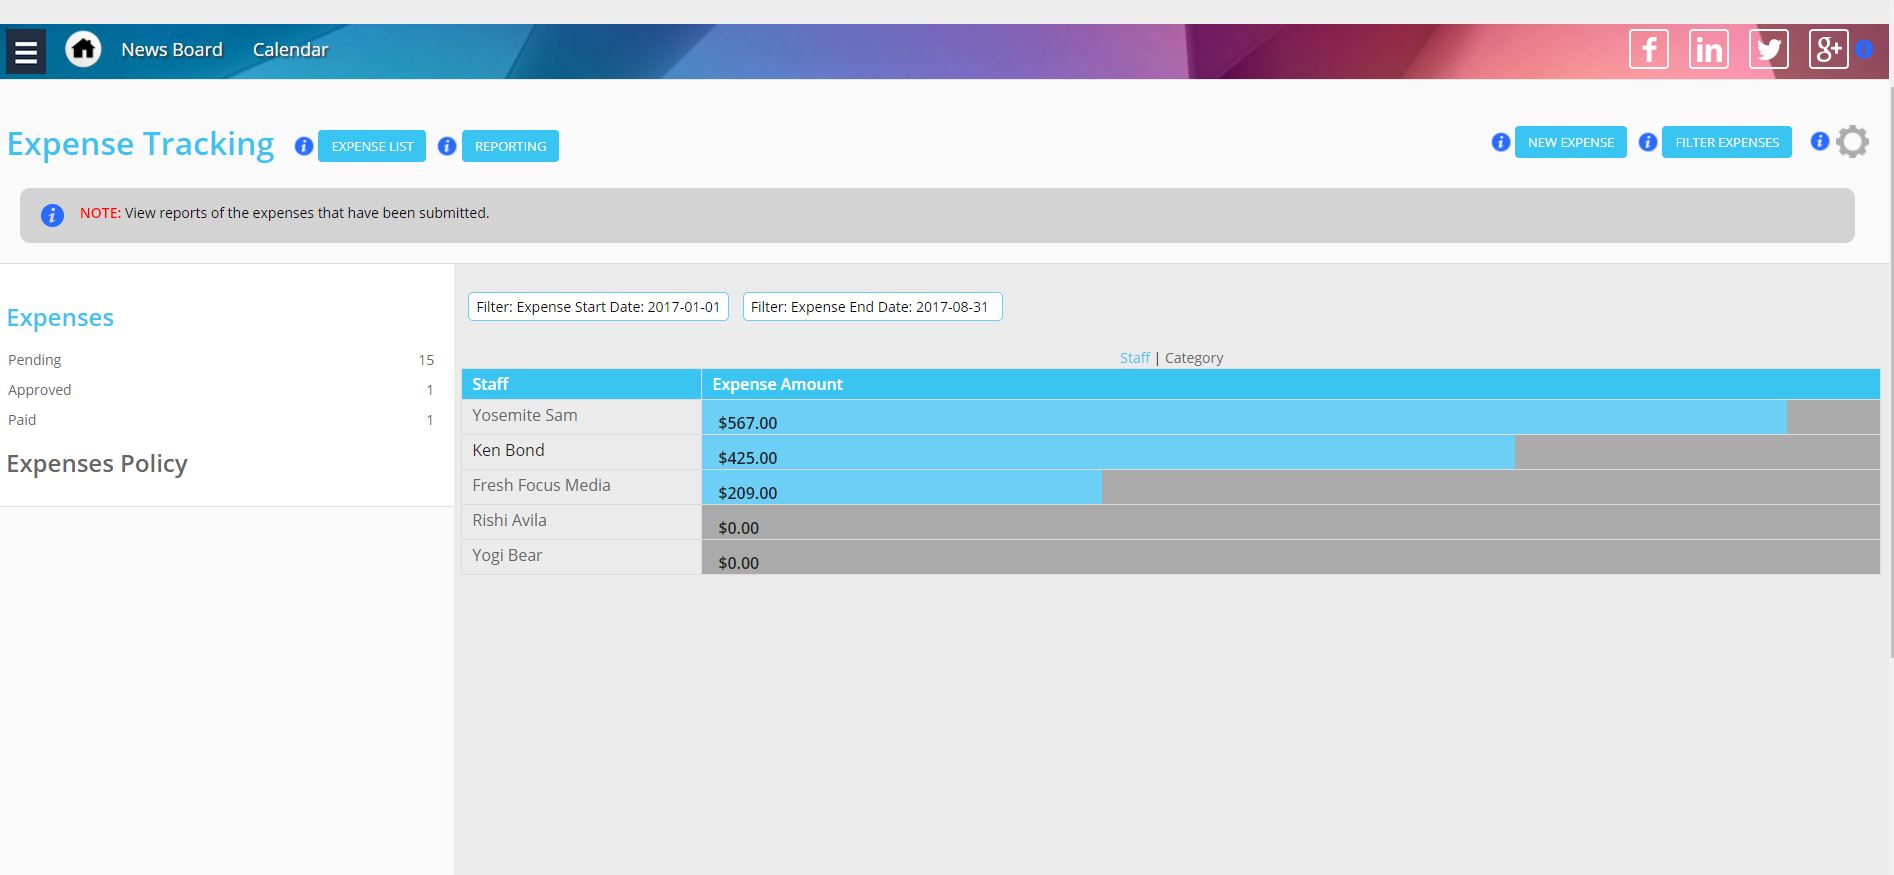 News Board Calendar
Expense Tracking EXPENSE LIST REPORTING NEW EXPENSE FILTER EXPENSES
NOTE: View reports of the expenses that have been submitted.
Expenses
Pending 15
Approved 1
Paid 1
Expenses Policy
Filter: Expense Start Date: 2017-01-01 Filter: Expense End Date: 2017-08-31
Staff | Category
Staff Expense Amount
Yosemite Sam $567.00
Ken Bond $425.00
Fresh Focus Media $209.00
Rishi Avila $0.00
Yogi Bear $0.00